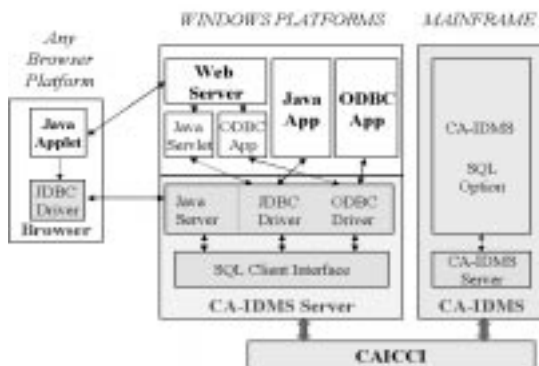 WINDOWS PLATFORMS
MAINFRAME
Any
Browser
Platform
Java
Applet
JDBC
Driver
Browser
Web
Server
Java
Servlet
ODBC
App
Java
App
ODBC
App
Java
Server
JDBC
Driver
ODBC
Driver
SQL Client Interface
CA-IDMS Server
CA-IDMS
SQL
Option
CA-IDMS
Server
CA-IDMS
CAICCI